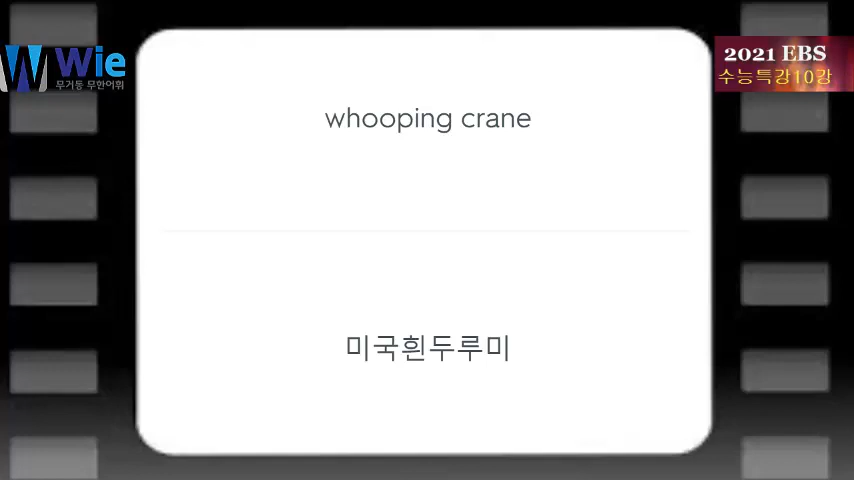 Wie
무거동 무한어휘
2021 EBS
수능특강10강
whooping crane
미국흰두루미